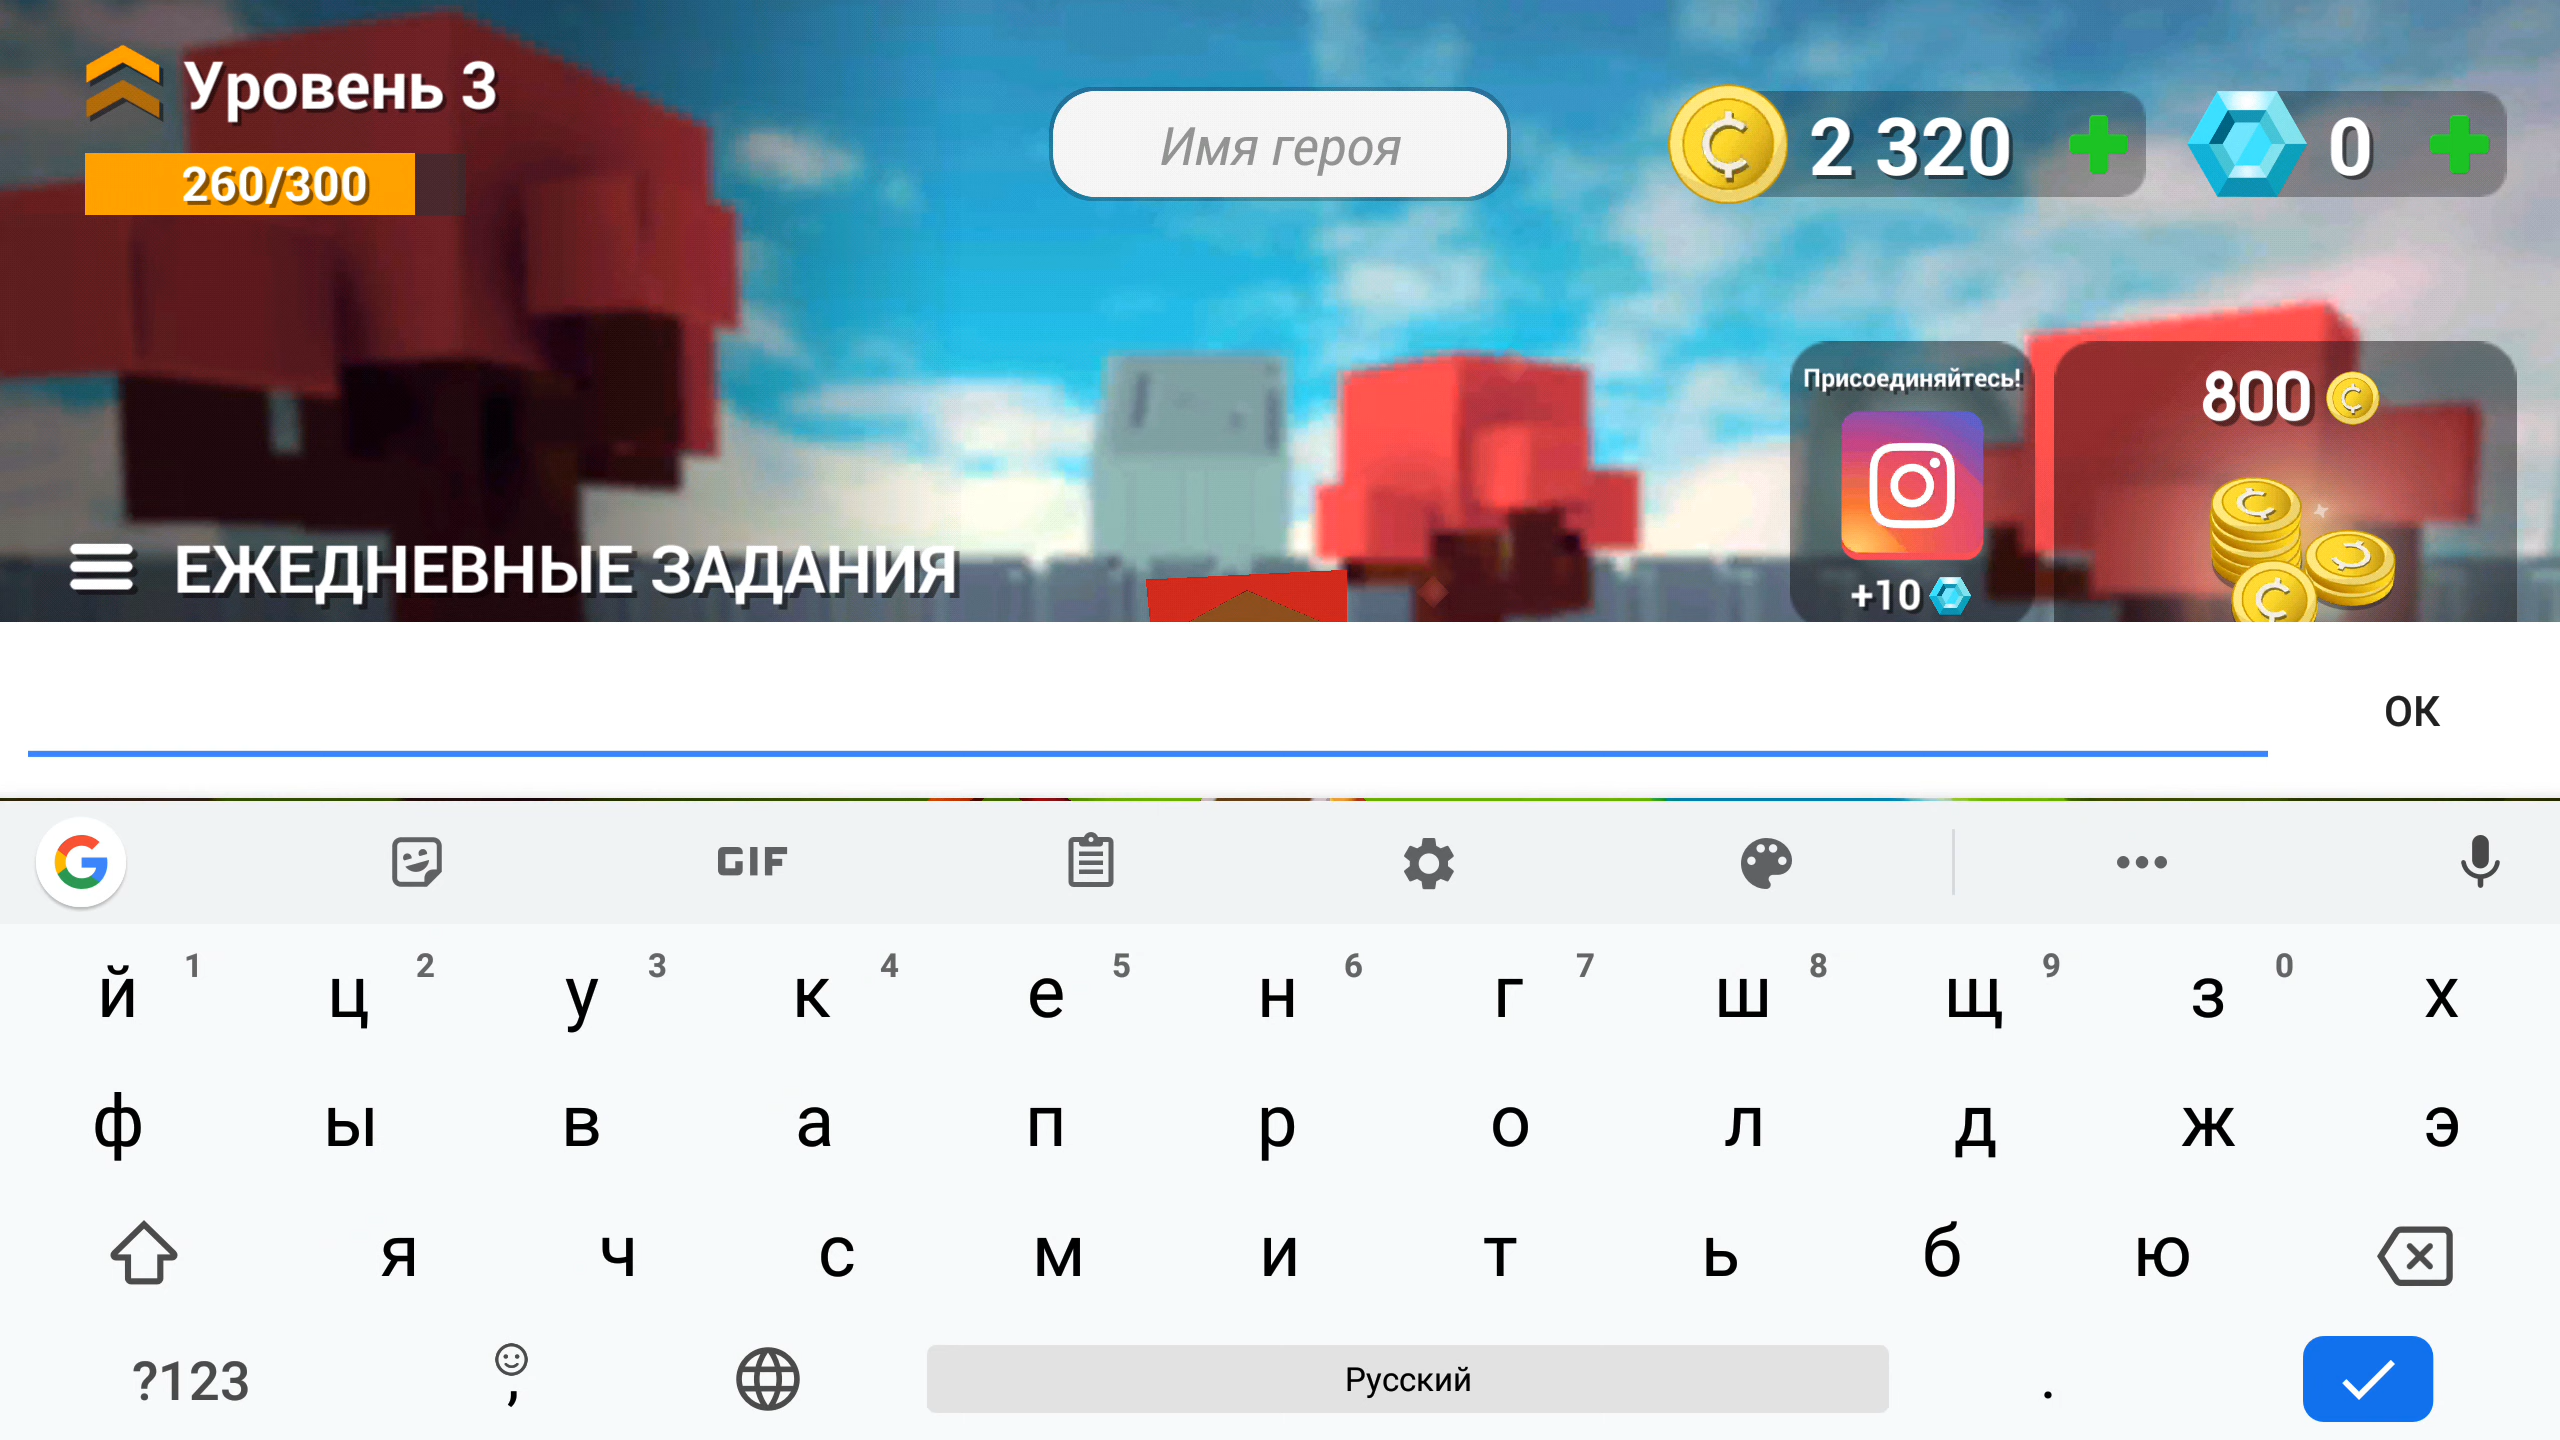 Уровень 3
260/300
Имя героя
2 320
0
Присоединяйтесь!
+10
800
ЕЖЕДНЕВНЫЕ ЗАДАНИЯ
ОК
GIF
й 1 ц 2 у 3 к 4 е 5 н 6 г 7 ш 8 щ 9 з 0 х
ф ы в а п р о л д ж э
я ч с м и т ь б ю
?123 , Русский .